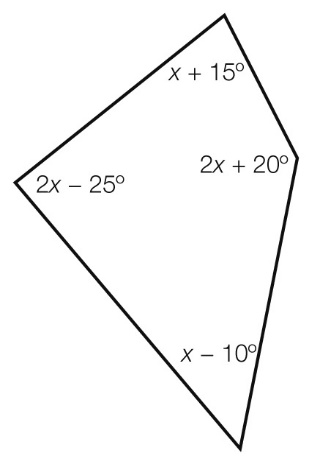 x + 15º
2x + 20º
2x – 25º
x – 10º